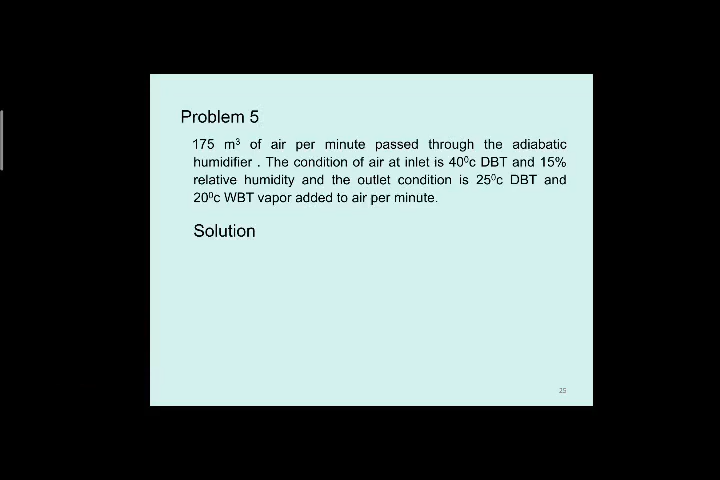 Problem 5
175 m³ of air per minute passed through the adiabatic
humidifier . The condition of air at inlet is 40⁰c DBT and 15%
relative humidity and the outlet condition is 25⁰c DBT and
20⁰c WBT vapor added to air per minute.
Solution
25